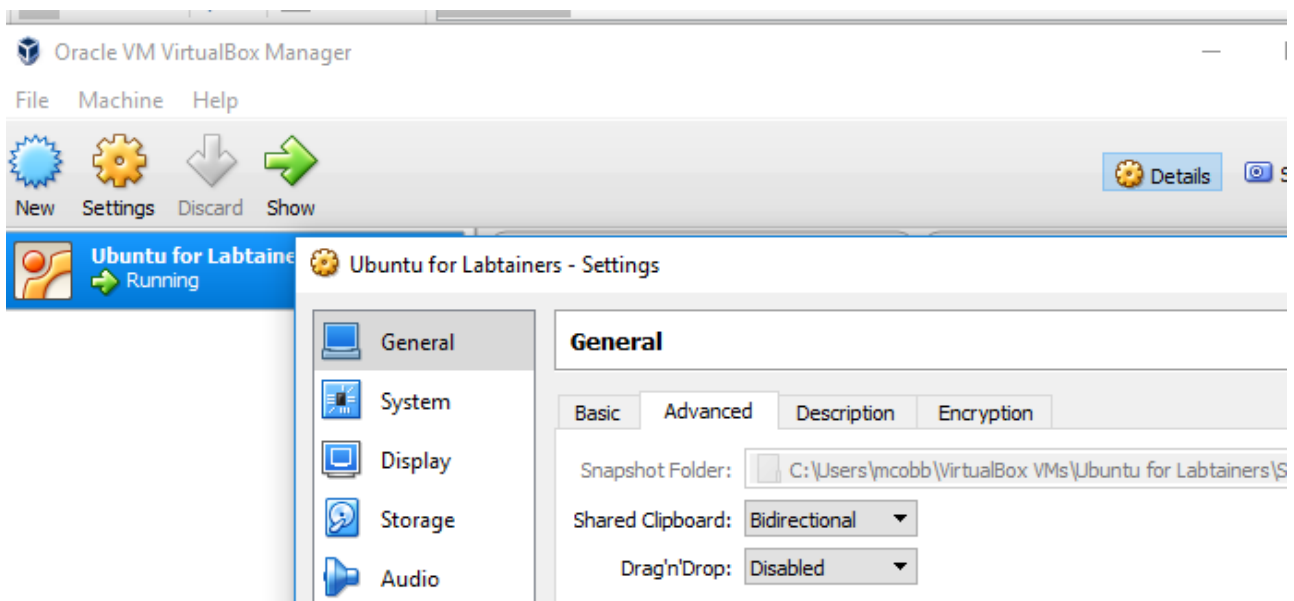 Oracle VM VirtualBox Manager
File Machine Help
New Settings Discard Show
Details
Ubuntu for Labtaine
Running
Ubuntu for Labtainers - Settings
General
General
System
Basic Advanced Description Encryption
Display
Snapshot Folder: C:\Users\mcobb\VirtualBox VMs\Ubuntu for Labtainers\S
Storage
Shared Clipboard: Bidirectional
Drag'n'Drop: Disabled
Audio